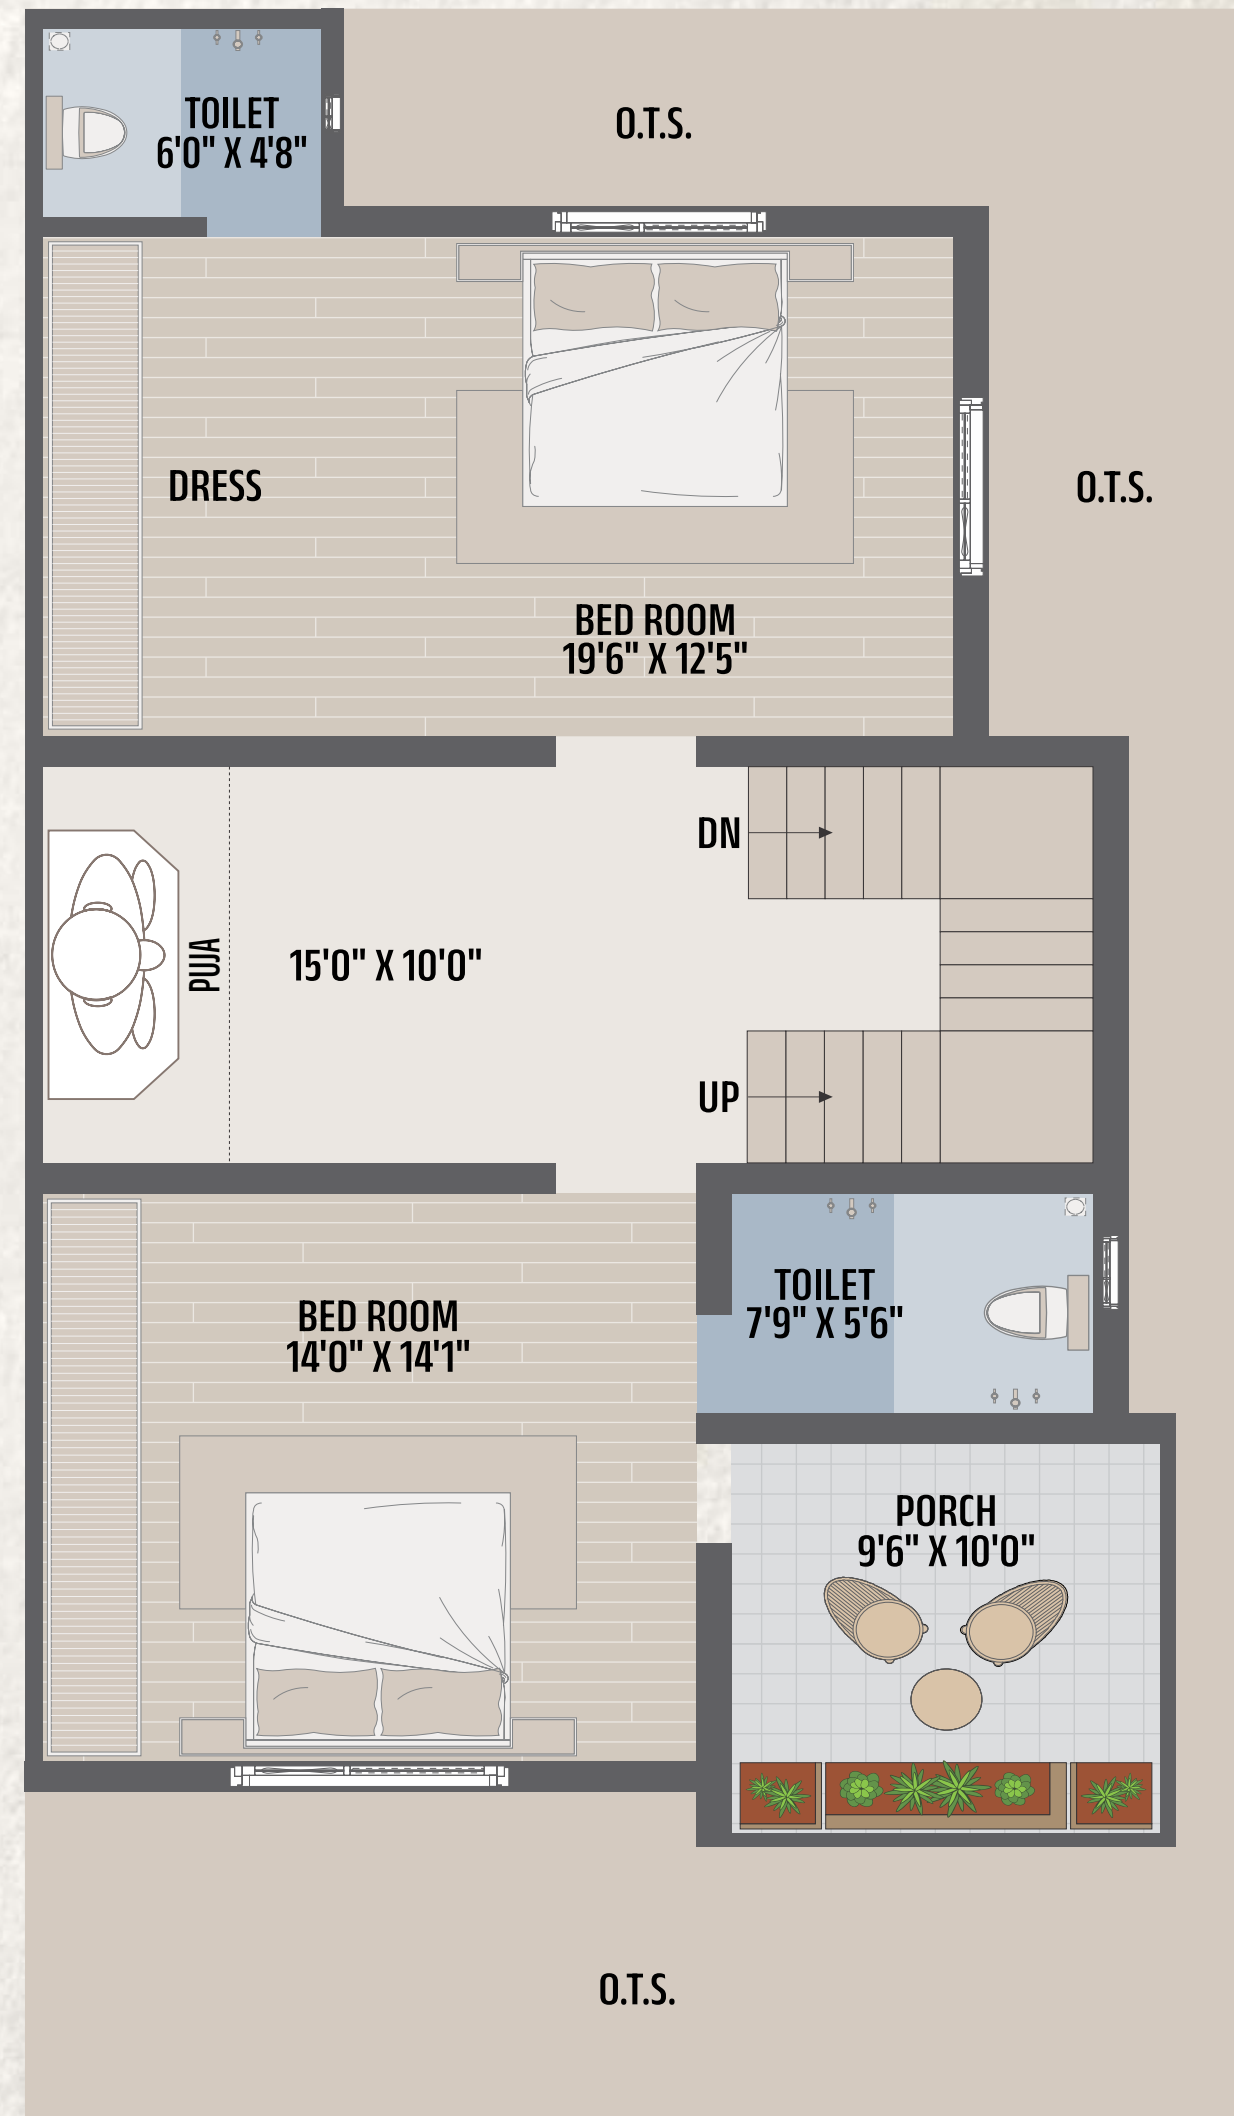 TOILET
6'0" X 4'8"
O.T.S.
DRESS
O.T.S.
BED ROOM
19'6" X 12'5"
DN
PUJA
15'0" X 10'0"
UP
TOILET
7'9" X 5'6"
BED ROOM
14'0" X 14'1"
PORCH
9'6" X 10'0"
O.T.S.